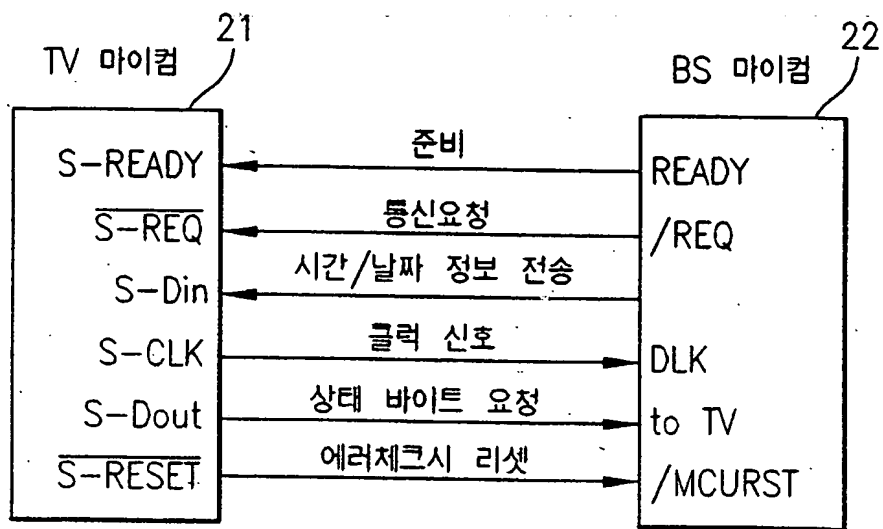 21
TV 마이컴
22
BS 마이컴
S-READY 준비 READY
S-REQ 통신요청 /REQ
S-Din 시간/날짜 정보 전송
S-CLK 클럭 신호 DLK
S-Dout 상태 바이트 요청 to TV
S-RESET 에러체크시 리셋 /MCURST